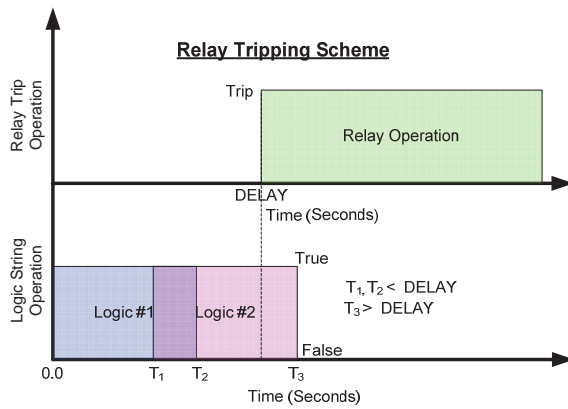 Relay Tripping Scheme
Relay Trip
Operation
Trip
Relay Operation
DELAY
Time (Seconds)
Logic String
Operation
True
Logic #1
Logic #2
T1, T2 < DELAY
T3 > DELAY
False
0.0
T1
T2
T3
Time (Seconds)